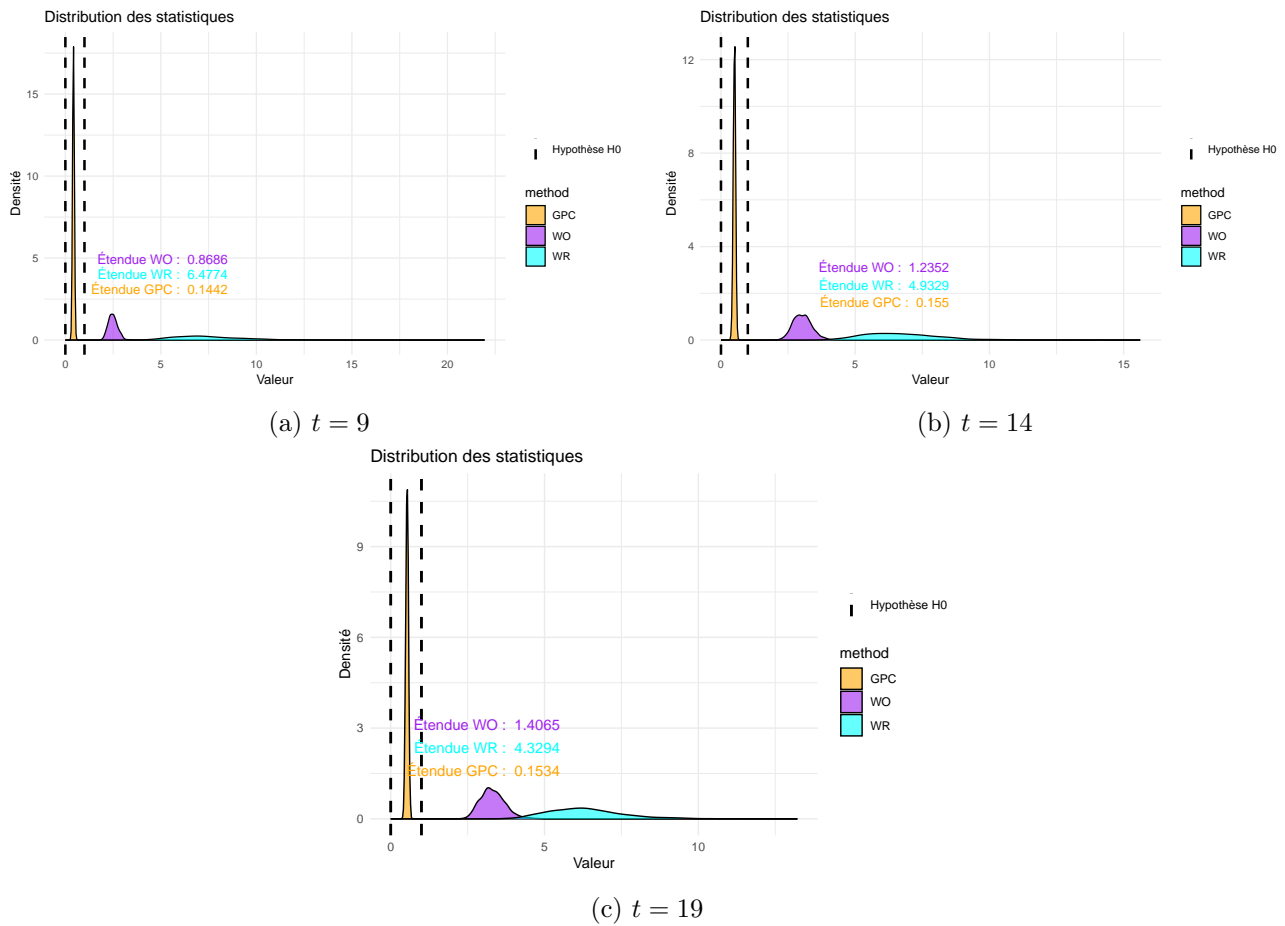 Distribution des statistiques
15
10
5
0
Densité
Étendue WO : 0.8686
Étendue WR : 6.4774
Étendue GPC : 0.1442
0 5 10 15 20
Valeur
Hypothèse H0
method
GPC
WO
WR
(a) t = 9
Distribution des statistiques
12
8
4
0
Densité
Étendue WO : 1.2352
Étendue WR : 4.9329
Étendue GPC : 0.155
0 5 10 15
Valeur
Hypothèse H0
method
GPC
WO
WR
(b) t = 14
Distribution des statistiques
9
6
3
0
Densité
Étendue WO : 1.4065
Étendue WR : 4.3294
Étendue GPC : 0.1534
0 5 10
Valeur
Hypothèse H0
method
GPC
WO
WR
(c) t = 19